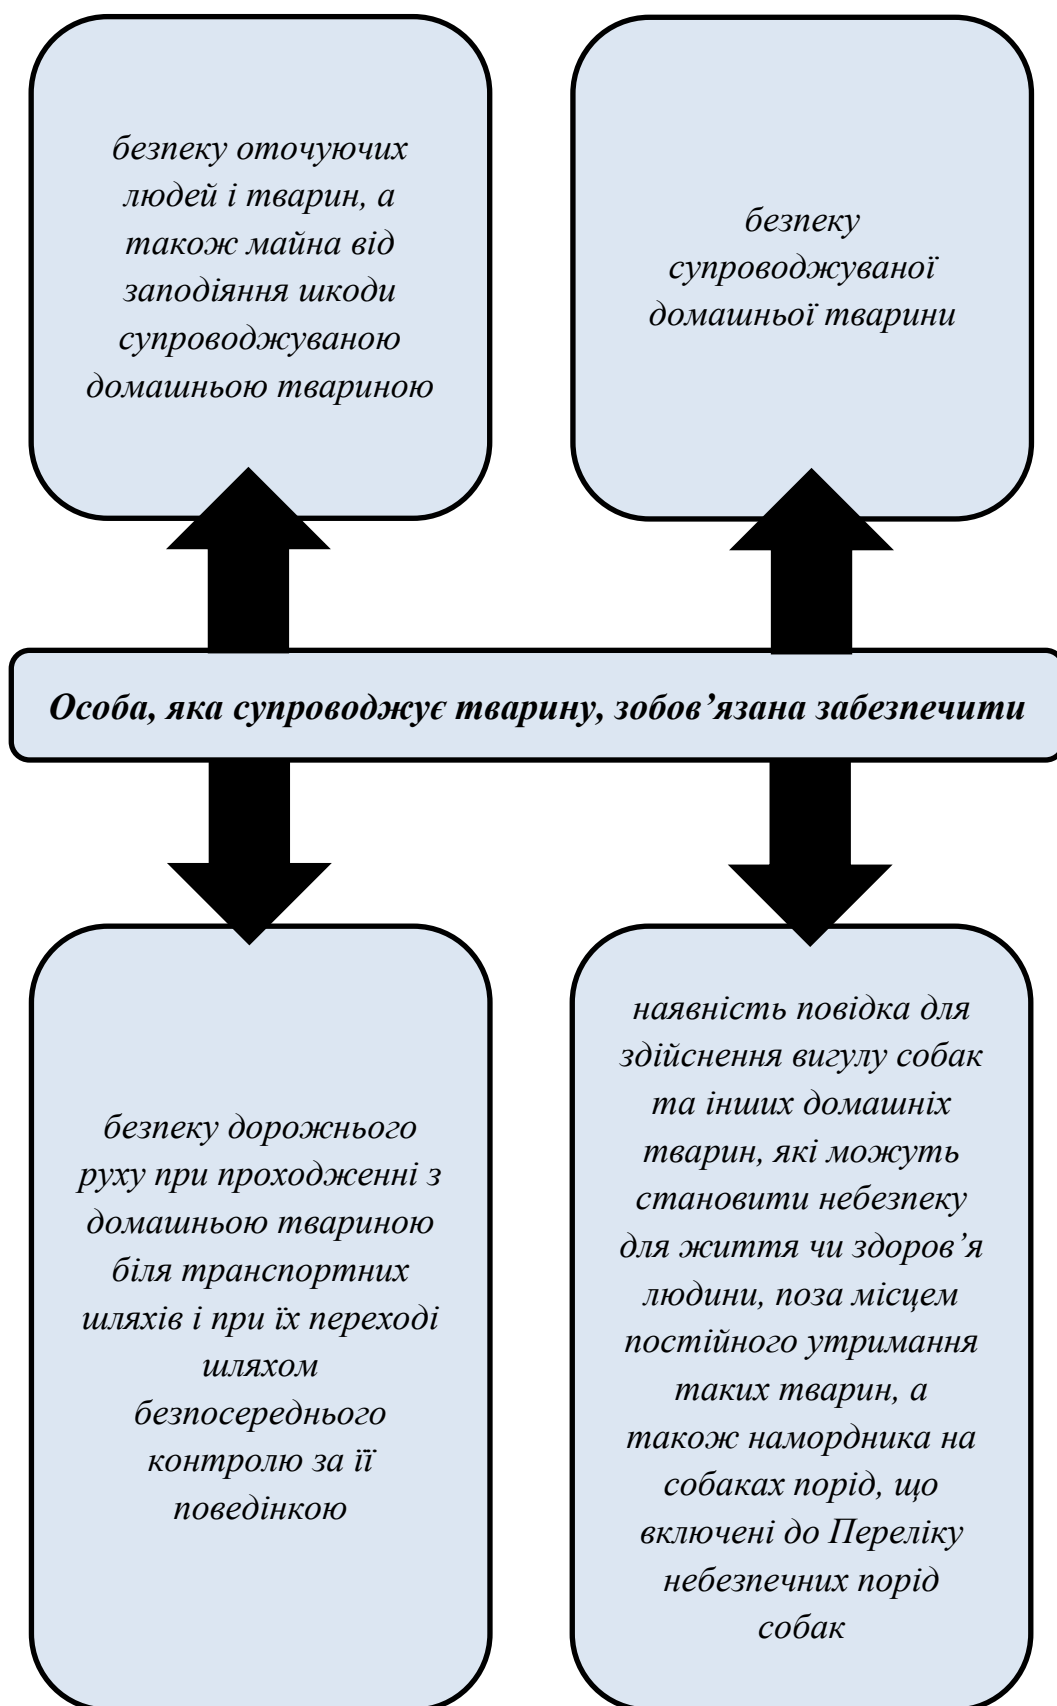 безпеку оточуючих
людей і тварин, а
також майна від
заподіяння шкоди
супроводжуваною
домашньою твариною
безпеку
супроводжуваної
домашньої тварини
Особа, яка супроводжує тварину, зобов’язана забезпечити
безпеку дорожнього
руху при проходженні з
домашньою твариною
біля транспортних
шляхів і при їх переході
шляхом
безпосереднього
контролю за її
поведінкою
наявність повідка для
здійснення вигулу собак
та інших домашніх
тварин, які можуть
становити небезпеку
для життя чи здоров’я
людини, поза місцем
постійного утримання
таких тварин, а
також намордника на
собаках порід, що
включені до Переліку
небезпечних порід
собак